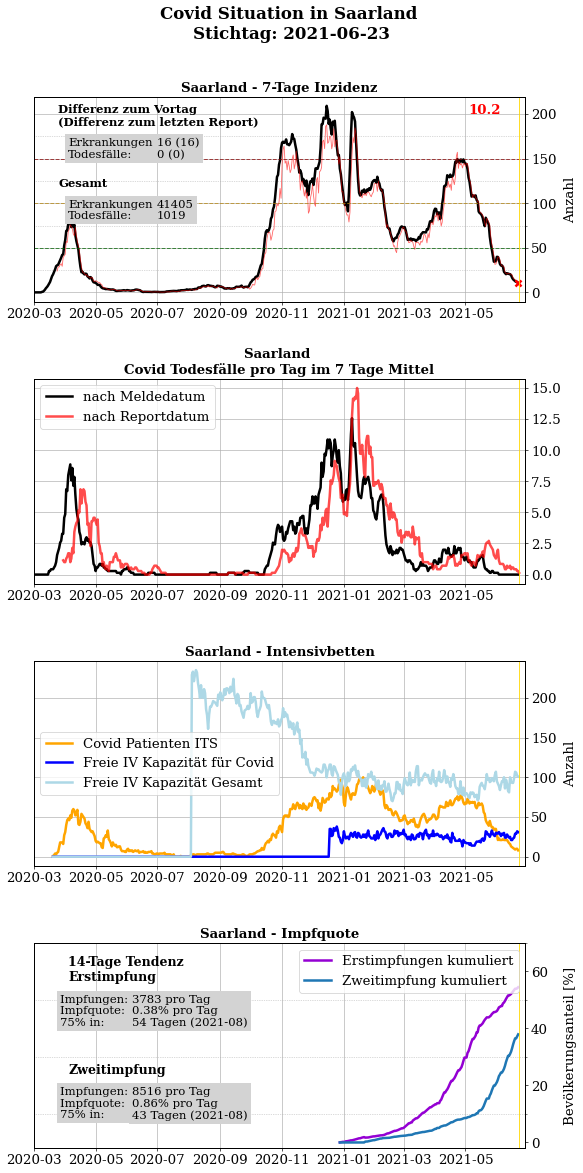 Covid Situation in Saarland
Stichtag: 2021-06-23
Saarland - 7-Tage Inzidenz
Differenz zum Vortag
(Differenz zum letzten Report)
10.2
Erkrankungen 16 (16)
Todesfälle: 0 (0)
Gesamt
Erkrankungen 41405
Todesfälle: 1019
200
150
100
50
0
Anzahl
2020-03 2020-05 2020-07 2020-09 2020-11 2021-01 2021-03 2021-05
Saarland
Covid Todesfälle pro Tag im 7 Tage Mittel
nach Meldedatum
nach Reportdatum
15.0
12.5
10.0
7.5
5.0
2.5
0.0
2020-03 2020-05 2020-07 2020-09 2020-11 2021-01 2021-03 2021-05
Saarland - Intensivbetten
Covid Patienten ITS
Freie IV Kapazität für Covid
Freie IV Kapazität Gesamt
200
150
100
50
0
Anzahl
2020-03 2020-05 2020-07 2020-09 2020-11 2021-01 2021-03 2021-05
Saarland - Impfquote
14-Tage Tendenz
Erstimpfung
Impfungen: 3783 pro Tag
Impfquote: 0.38% pro Tag
75% in: 54 Tagen (2021-08)
Zweitimpfung
Impfungen: 8516 pro Tag
Impfquote: 0.86% pro Tag
75% in: 43 Tagen (2021-08)
Erstimpfungen kumuliert
Zweitimpfung kumuliert
60
40
20
0
Bevölkerungsanteil [%]
2020-03 2020-05 2020-07 2020-09 2020-11 2021-01 2021-03 2021-05